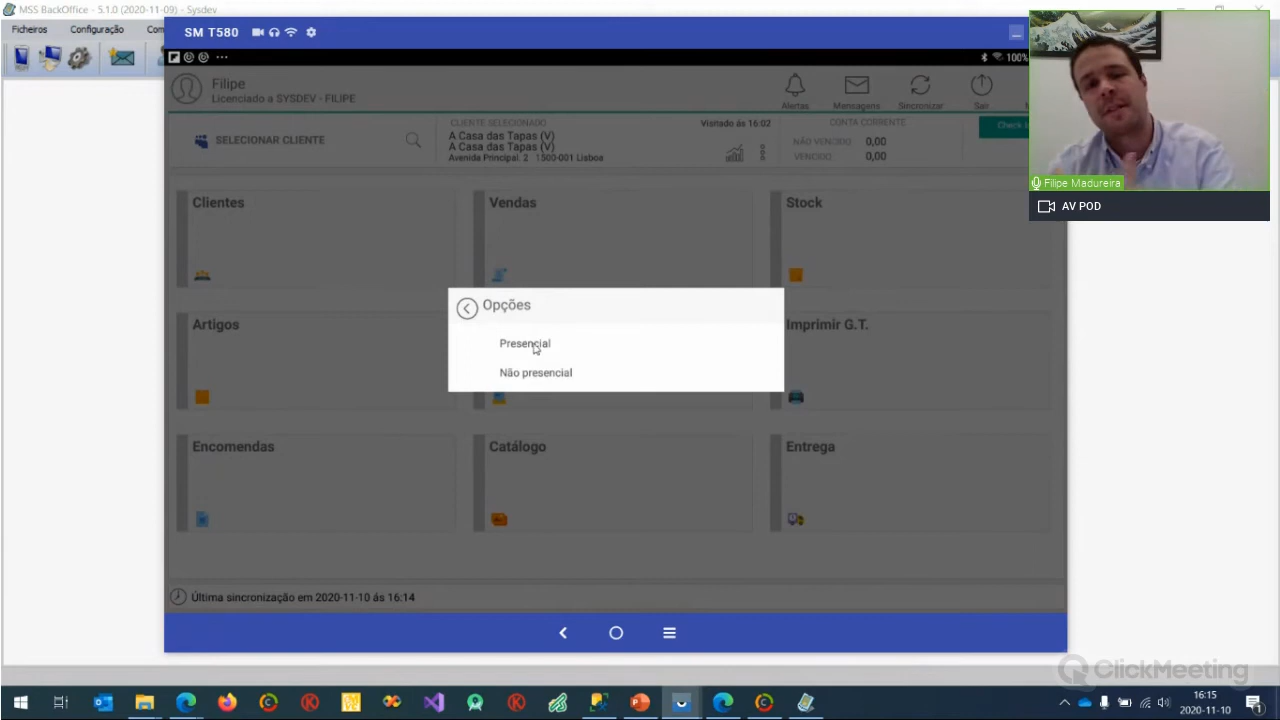 MSS BackOffice - 5.1.0 (2020-11-09) - Sysdev
Ficheiros Configuração
SM T580
100%
Filipe
Licenciado a SYSDEV - FILIPE
Alertas Mensagens Sincronizar Sair
SELECIONAR CLIENTE
CLIENTE SELECIONADO
Visitado ás 16:02
A Casa das Tapas (V)
A Casa das Tapas (V)
Avenida Principal. 2 1500-001 Lisboa
CONTA CORRENTE
NÃO VENCIDO 0,00
VENCIDO 0,00
Check
Filipe Madureira
AV POD
Clientes Vendas Stock
Opções
Presencial
Não presencial
Artigos Imprimir G.T.
Encomendas Catálogo Entrega
Última sincronização em 2020-11-10 ás 16:14
ClickMeeting
16:15
2020-11-10
1